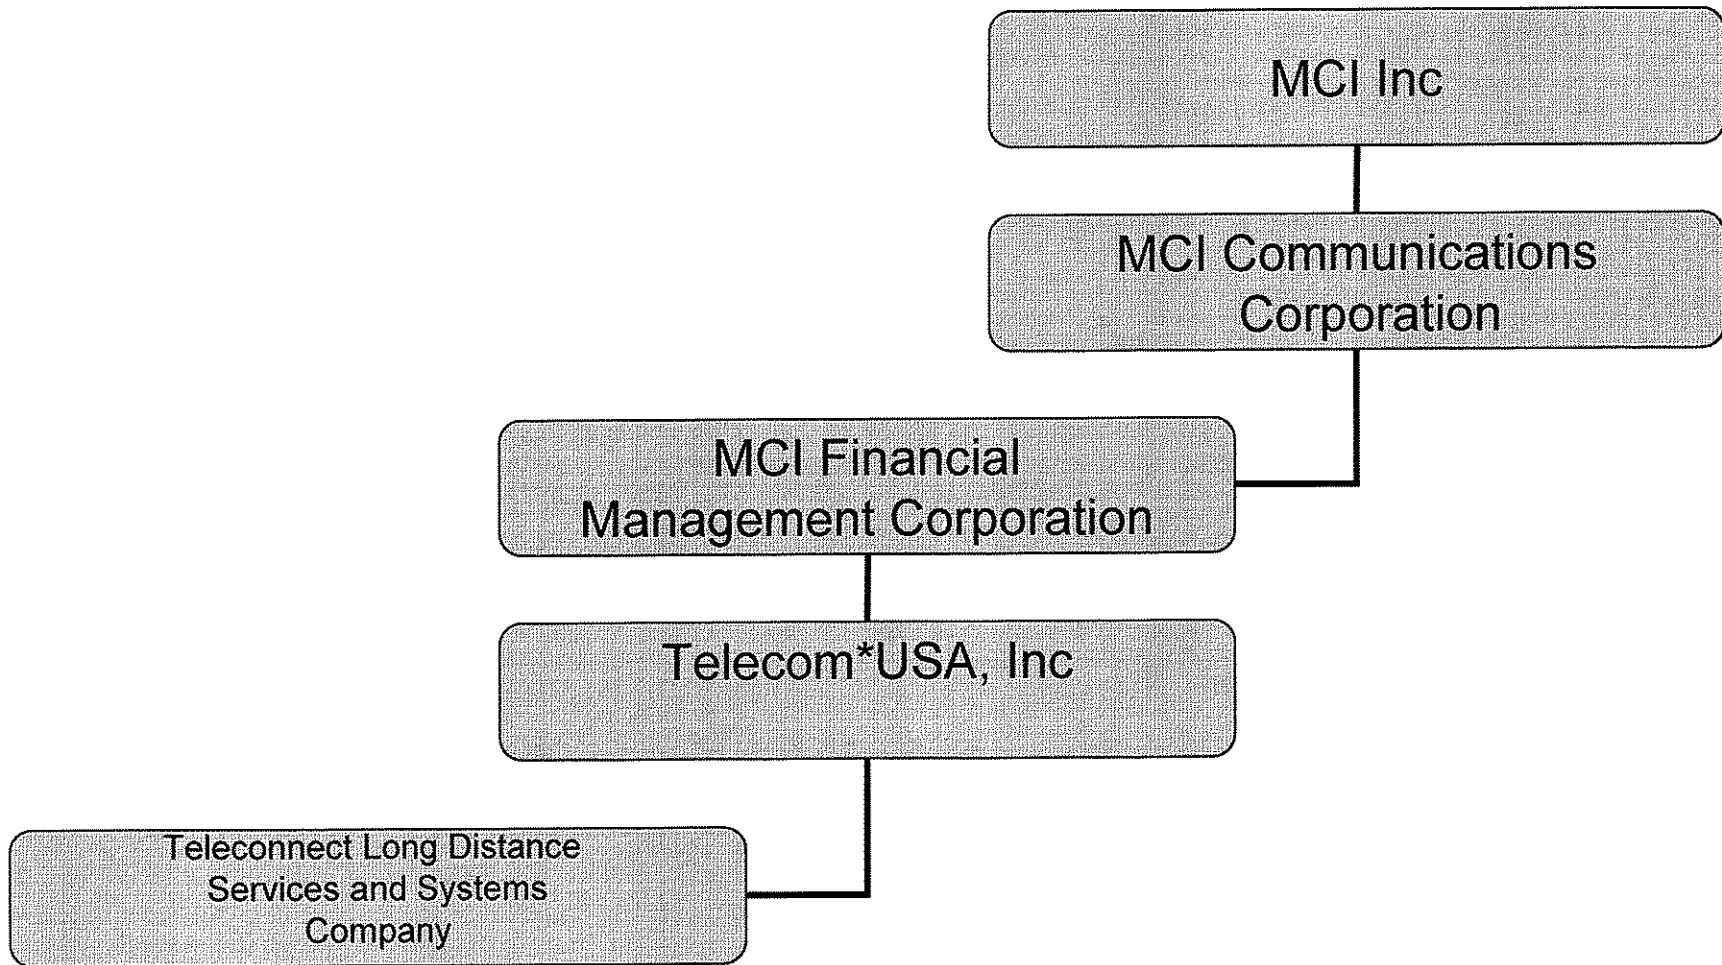 MCI Inc
MCI Communications
Corporation
MCI Financial
Management Corporation
Telecom*USA, Inc
Teleconnect Long Distance
Services and Systems
Company